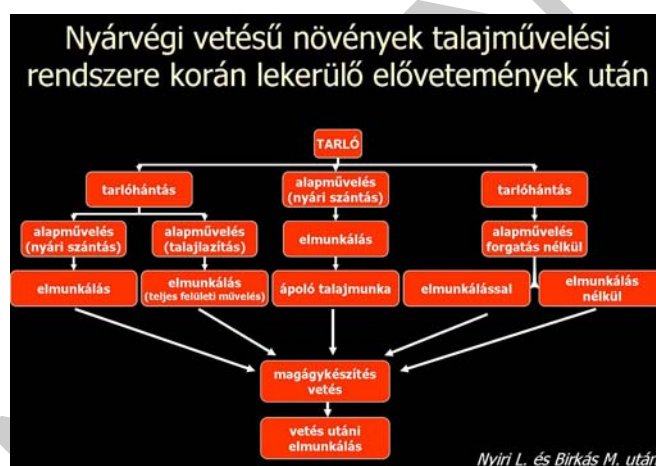 Nyárvégi vetésű növények talajművelési
rendszere korán lekerülő elővetemények után
TARLÓ
tarlóhántás
alapművelés
(nyári szántás)
tarlóhántás
alapművelés
(nyári szántás)
alapművelés
(talajlazítás)
elmunkálás
alapművelés
forgatás nélkül
elmunkálás
elmunkálás
(teljes felületi művelés)
ápoló talajmunka
elmunkálással
elmunkálás
nélkül
magágykészítés
vetés
vetés utáni
elmunkálás
Nyiri L. és Birkás M. után